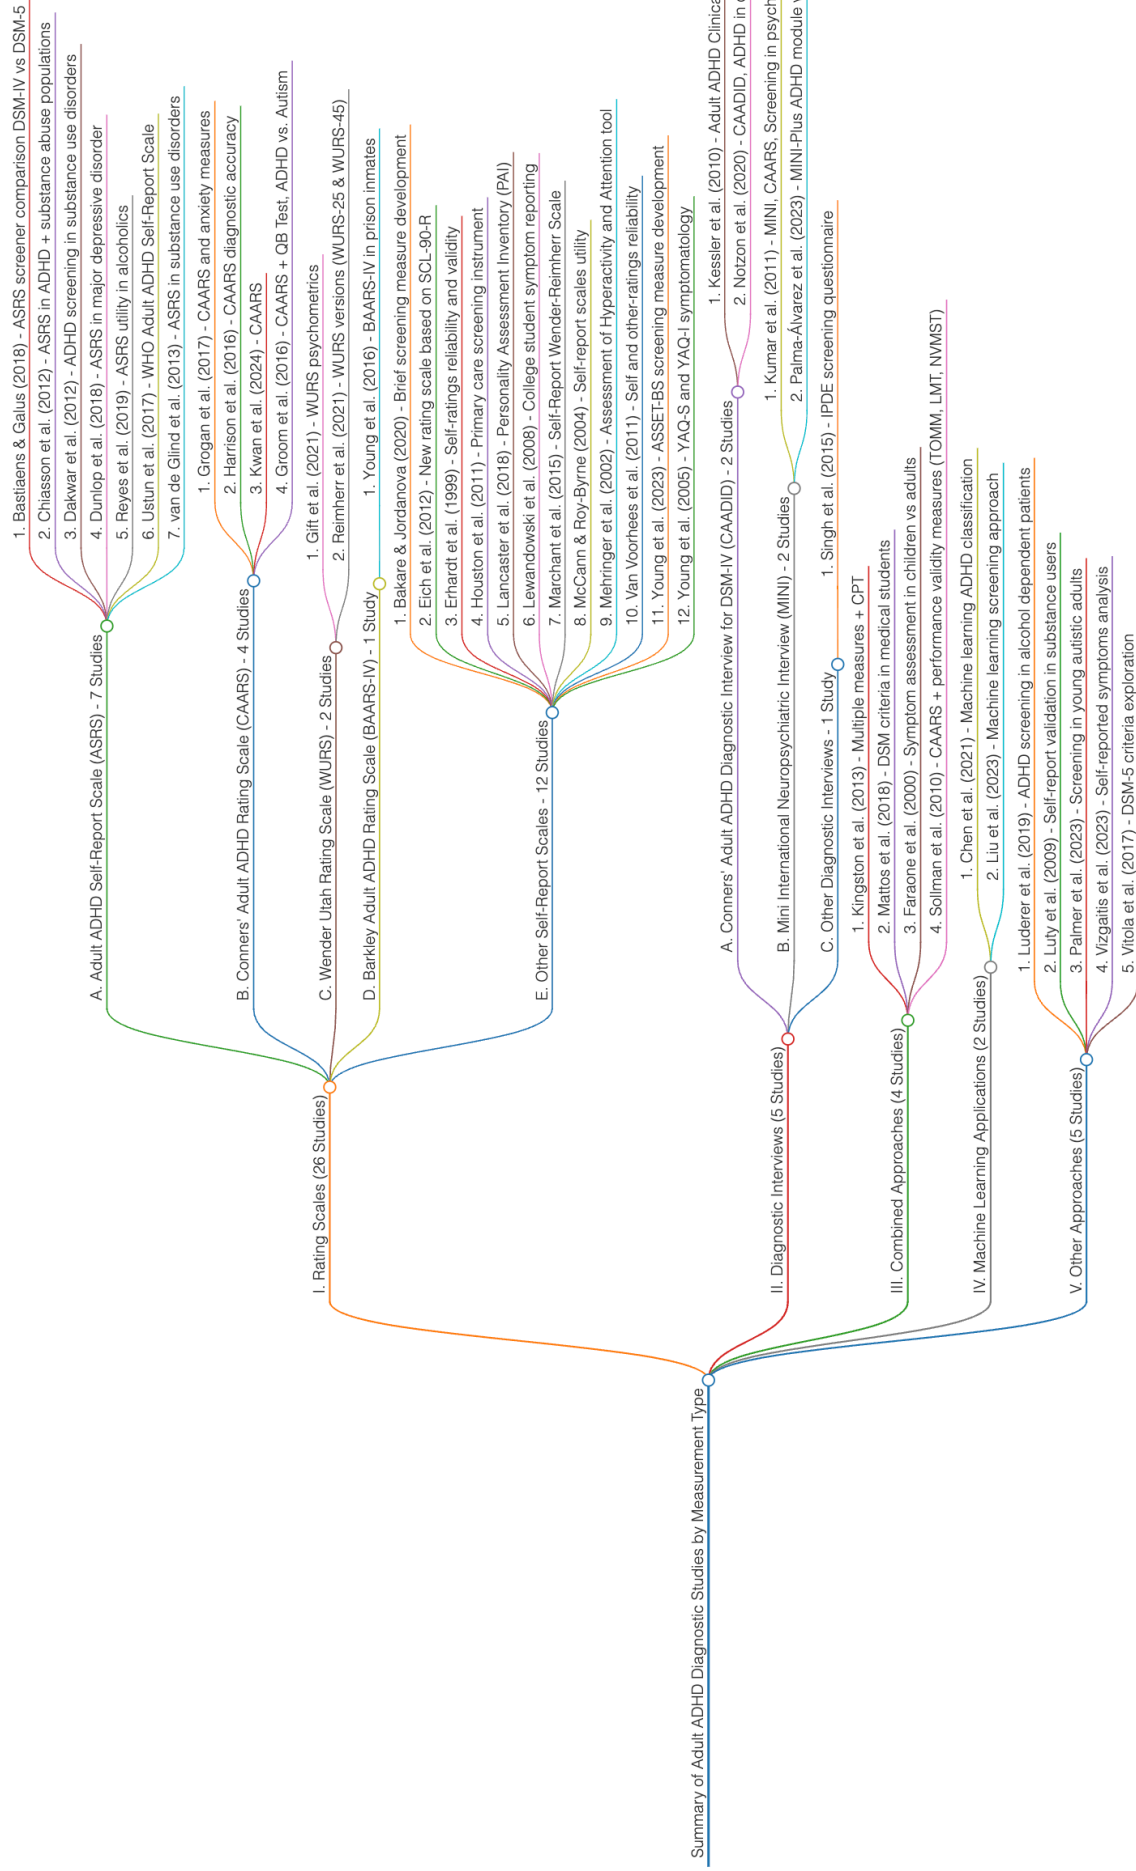 Summary of Adult ADHD Diagnostic Studies by Measurement Type
I. Rating Scales (26 Studies)
A. Adult ADHD Self-Report Scale (ASRS) - 7 Studies
1. Bastiaens & Galus (2018) - ASRS screener comparison DSM-IV vs DSM-5
2. Chiasson et al. (2012) - ASRS in ADHD + substance abuse populations
3. Dakwar et al. (2012) - ADHD screening in substance use disorders
4. Dunlop et al. (2018) - ASRS in major depressive disorder
5. Reyes et al. (2019) - ASRS utility in alcoholics
6. Ustun et al. (2017) - WHO Adult ADHD Self-Report Scale
7. van de Glind et al. (2013) - ASRS in substance use disorders
B. Conners' Adult ADHD Rating Scale (CAARS) - 4 Studies
1. Grogan et al. (2017) - CAARS and anxiety measures
2. Harrison et al. (2016) - CAARS diagnostic accuracy
3. Kwan et al. (2024) - CAARS
4. Groom et al. (2016) - CAARS + QB Test, ADHD vs. Autism
C. Wender Utah Rating Scale (WURS) - 2 Studies
1. Gift et al. (2021) - WURS psychometrics
2. Reimherr et al. (2021) - WURS versions (WURS-25 & WURS-45)
D. Barkley Adult ADHD Rating Scale (BAARS-IV) - 1 Study
1. Young et al. (2016) - BAARS-IV in prison inmates
E. Other Self-Report Scales - 12 Studies
1. Bakare & Jordanova (2020) - Brief screening measure development
2. Eich et al. (2012) - New rating scale based on SCL-90-R
3. Erhardt et al. (1999) - Self-ratings reliability and validity
4. Houston et al. (2011) - Primary care screening instrument
5. Lancaster et al. (2018) - Personality Assessment Inventory (PAI)
6. Lewandowski et al. (2008) - College student symptom reporting
7. Marchant et al. (2015) - Self-Report Wender-Reimherr Scale
8. McCann & Roy-Byrne (2004) - Self-report scales utility
9. Mehringer et al. (2002) - Assessment of Hyperactivity and Attention tool
10. Van Voorhees et al. (2011) - Self and other-ratings reliability
11. Young et al. (2023) - ASSET-BS screening measure development
12. Young et al. (2005) - YAQ-S and YAQ-I symptomatology
II. Diagnostic Interviews (5 Studies)
A. Conners' Adult ADHD Diagnostic Interview for DSM-IV (CAADID) - 2 Studies
1. Kessler et al. (2010) - Adult ADHD Clinica
2. Notzon et al. (2020) - CAADID, ADHD in
B. Mini International Neuropsychiatric Interview (MINI) - 2 Studies
1. Kumar et al. (2011) - MINI, CAARS, Screening in psych
2. Palma-Álvarez et al. (2023) - MINI-Plus ADHD module
C. Other Diagnostic Interviews - 1 Study
1. Singh et al. (2015) - IPDE screening questionnaire
III. Combined Approaches (4 Studies)
1. Kingston et al. (2013) - Multiple measures + CPT
2. Mattos et al. (2018) - DSM criteria in medical students
3. Faraone et al. (2000) - Symptom assessment in children vs adults
4. Sollman et al. (2010) - CAARS + performance validity measures (TOMM, LMT, NVMST)
IV. Machine Learning Applications (2 Studies)
1. Chen et al. (2021) - Machine learning ADHD classification
2. Liu et al. (2023) - Machine learning screening approach
V. Other Approaches (5 Studies)
1. Luderer et al. (2019) - ADHD screening in alcohol dependent patients
2. Luty et al. (2009) - Self-report validation in substance users
3. Palmer et al. (2023) - Screening in young autistic adults
4. Vizgaitis et al. (2023) - Self-reported symptoms analysis
5. Vitola et al. (2017) - DSM-5 criteria exploration